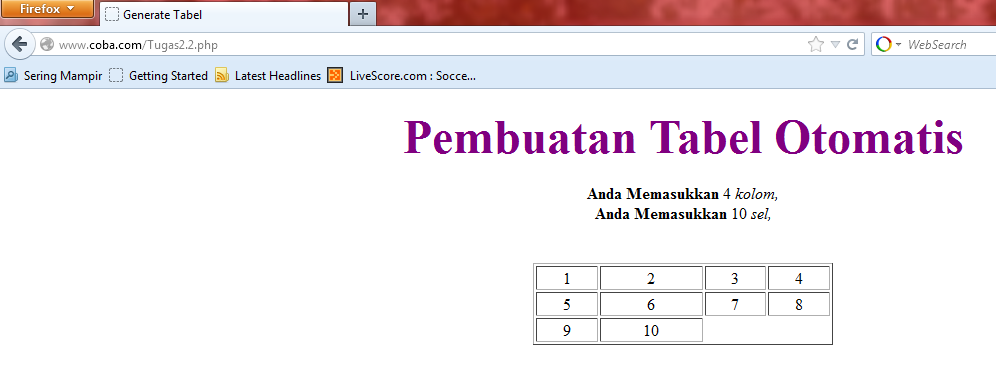 Firefox
Generate Tabel
www.coba.com/Tugas2.2.php
WebSearch
Sering Mampir Getting Started Latest Headlines LiveScore.com : Socce...
Pembuatan Tabel Otomatis
Anda Memasukkan 4 kolom,
Anda Memasukkan 10 sel,
1 2 3 4
5 6 7 8
9 10